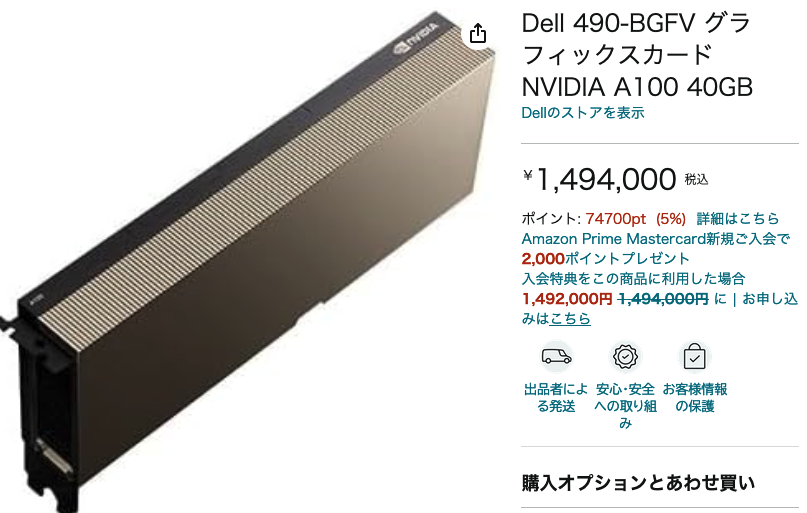 NVIDIA
A100
Dell 490-BGFV グラ
フィックスカード
NVIDIA A100 40GB
Dellのストアを表示
¥1,494,000 税込
ポイント: 74700pt (5%) 詳細はこちら
Amazon Prime Mastercard新規ご入会で
2,000ポイントプレゼント
入会特典をこの商品に利用した場合
1,492,000円 1,494,000円 に | お申し込
みはこちら
出品者によ
る発送
安心・安全
への取り組
み
お客様情報
の保護
購入オプションとあわせ買い